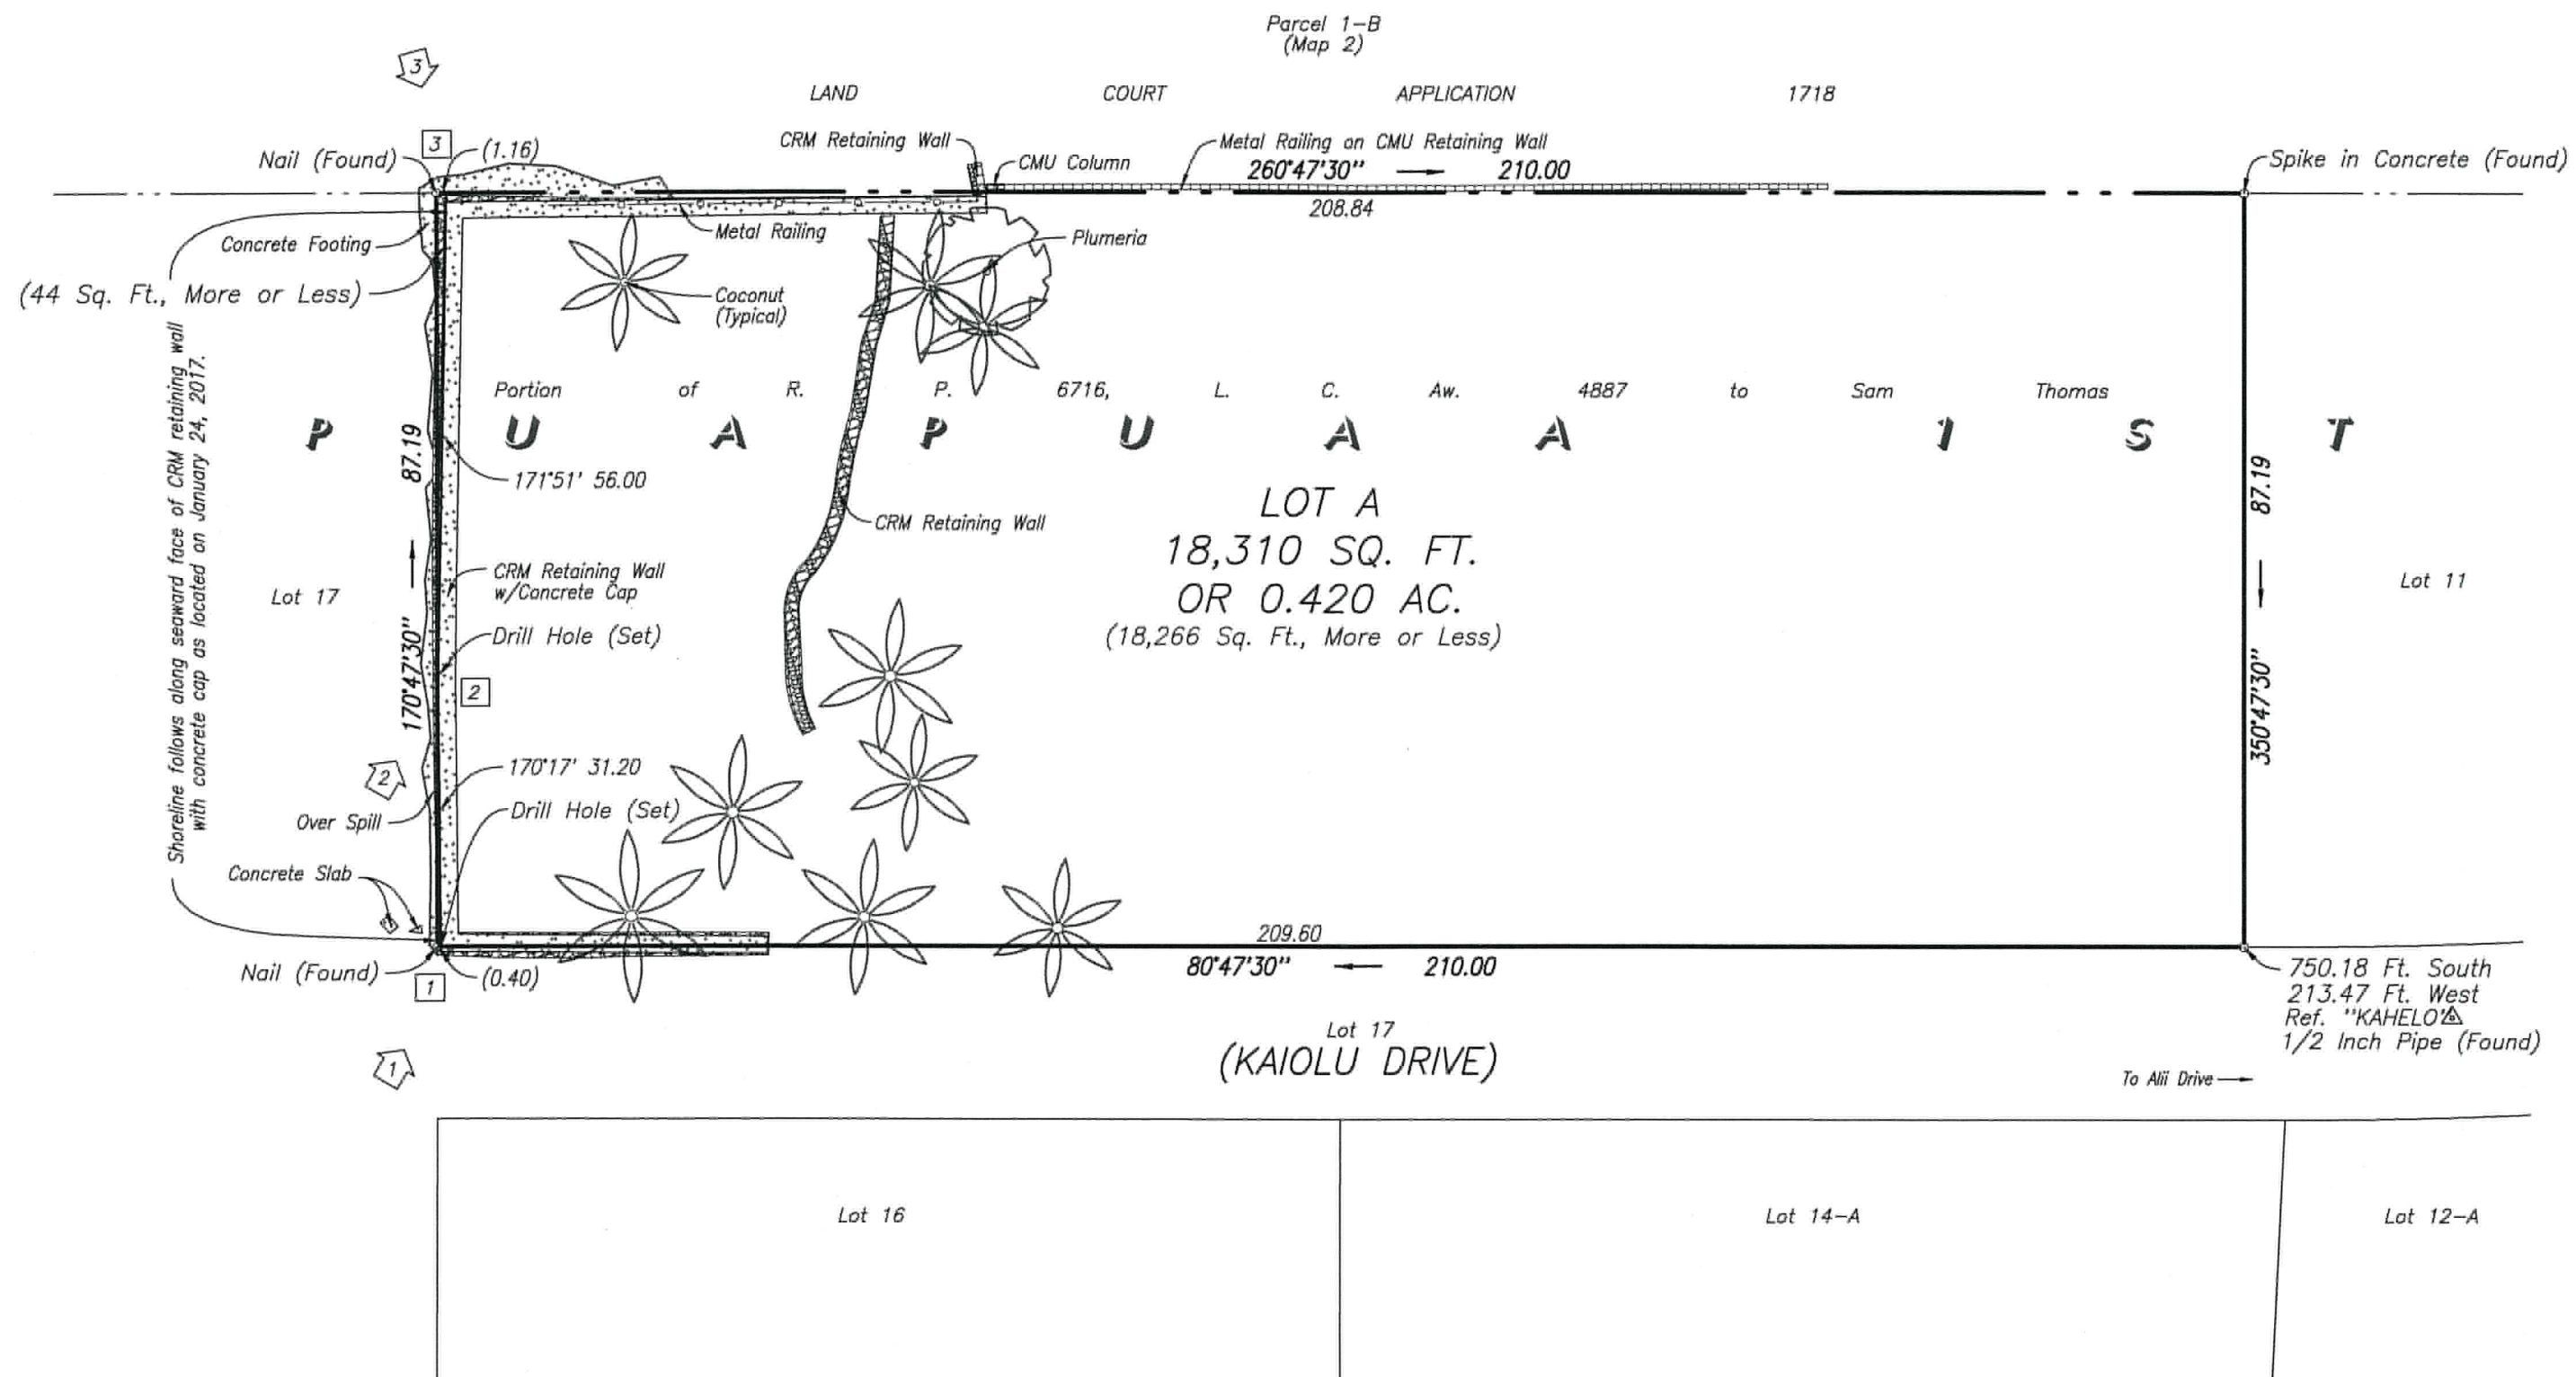 Parcel 1-B
(Map 2)
3
LAND COURT APPLICATION 1718
3
(1.16)
Nail (Found)
CRM Retaining Wall
CMU Column
Metal Railing on CMU Retaining Wall
260°47'30" 210.00
Spike in Concrete (Found)
208.84
Concrete Footing
Metal Railing
Plumeria
(44 Sq. Ft., More or Less)
Coconut
(Typical)
Shoreline follows along seaward face of CRM retaining wall
with concrete cap as located on January 24, 2017.
Portion of R. P. 6716, L. C. Aw. 4887 to Sam Thomas
P U A P U A A 1 S T
170°47'30" 87.19
171°51' 56.00
CRM Retaining Wall
LOT A
18,310 SQ. FT.
OR 0.420 AC.
(18,266 Sq. Ft., More or Less)
350°47'30" 87.19
Lot 17
CRM Retaining Wall
w/Concrete Cap
Lot 11
Drill Hole (Set)
2
2
170°17' 31.20
Drill Hole (Set)
Over Spill
Concrete Slab
209.60
80°47'30" 210.00
Nail (Found)
1
(0.40)
750.18 Ft. South
213.47 Ft. West
Ref. "KAHELO"
1/2 Inch Pipe (Found)
Lot 17
(KAIOLU DRIVE)
1
To Alii Drive
Lot 16
Lot 14-A
Lot 12-A